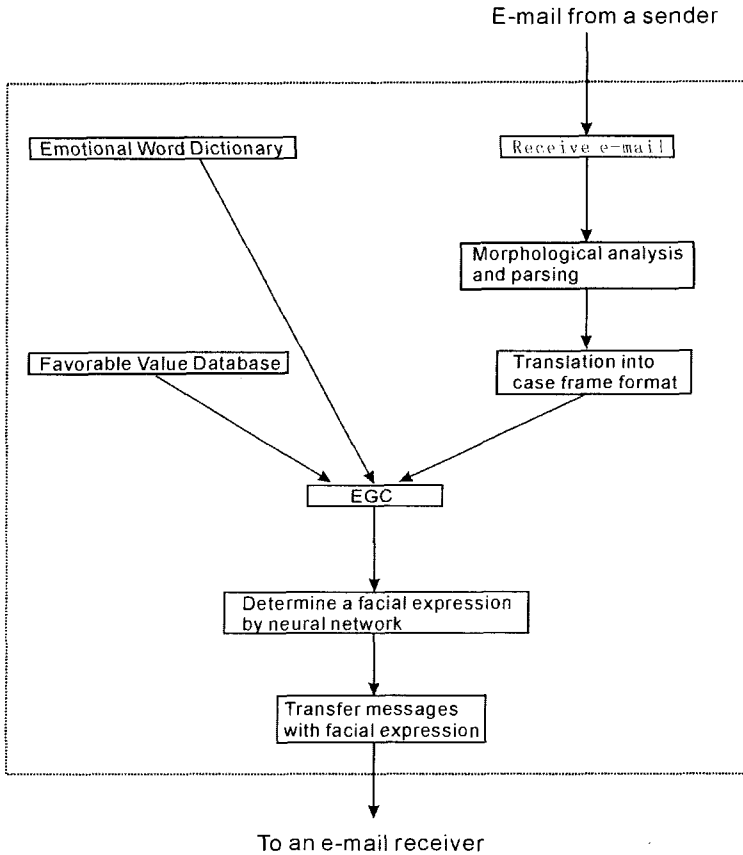 E-mail from a sender
Emotional Word Dictionary
Receive e-mail
Morphological analysis
and parsing
Favorable Value Database
Translation into
case frame format
EGC
Determine a facial expression
by neural network
Transfer messages
with facial expression
To an e-mail receiver